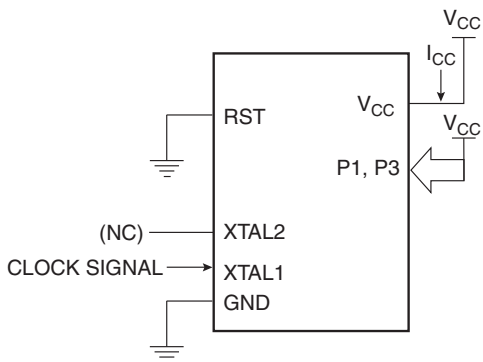 VCC
ICC
VCC
RST
VCC
P1, P3
(NC)
XTAL2
CLOCK SIGNAL
XTAL1
GND